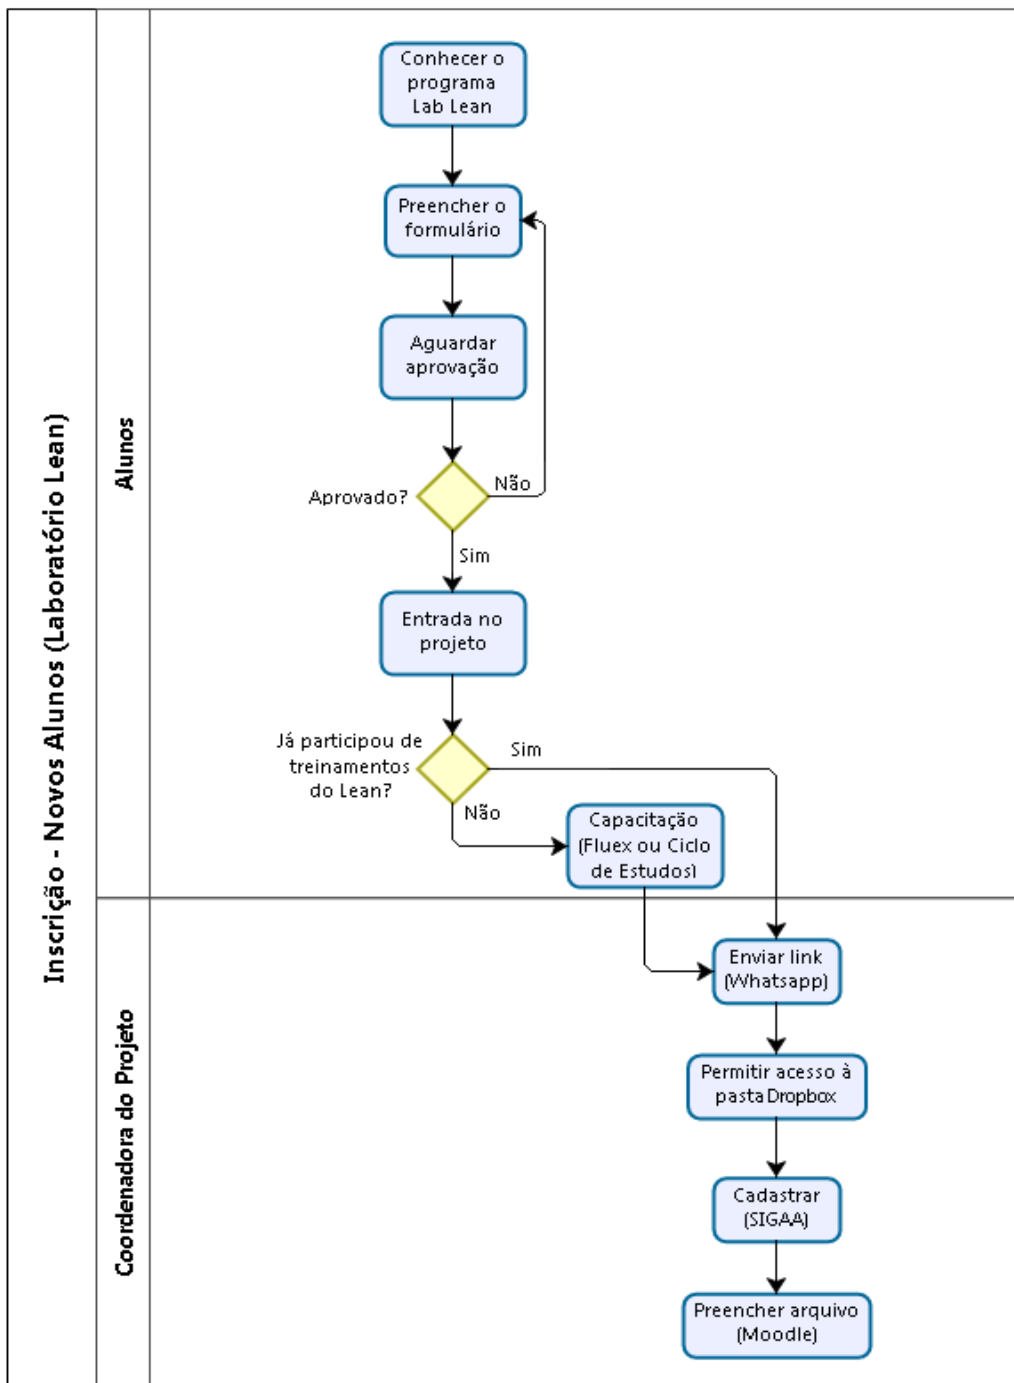 Inscrição - Novos Alunos (Laboratório Lean)
Alunos
Conhecer o
programa
Lab Lean
Preencher o
formulário
Aguardar
aprovação
Aprovado?
Não
Sim
Entrada no
projeto
Já participou de
treinamentos
do Lean?
Sim
Não
Capacitação
(Fluex ou Ciclo
de Estudos)
Coordenadora do Projeto
Enviar link
(Whatsapp)
Permitir acesso à
pasta Dropbox
Cadastrar
(SIGAA)
Preencher arquivo
(Moodle)